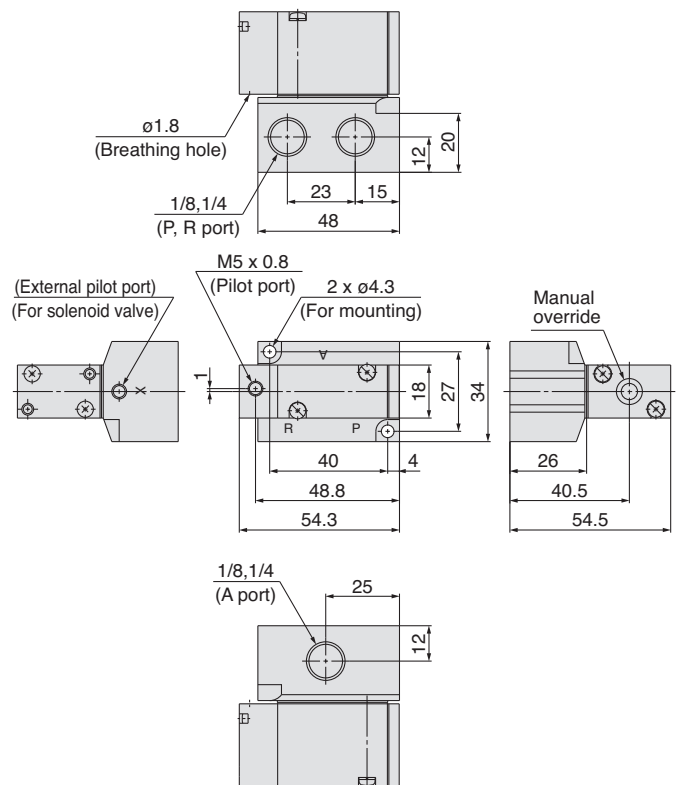 ø1.8
(Breathing hole)
20
12
23
15
1/8,1/4
(P, R port)
48
M5 x 0.8
(Pilot port)
(External pilot port)
(For solenoid valve)
2 x ø4.3
(For mounting)
Manual
override
X
1
A
18
27
34
R
P
40
4
48.8
54.3
26
40.5
54.5
1/8,1/4
(A port)
25
12